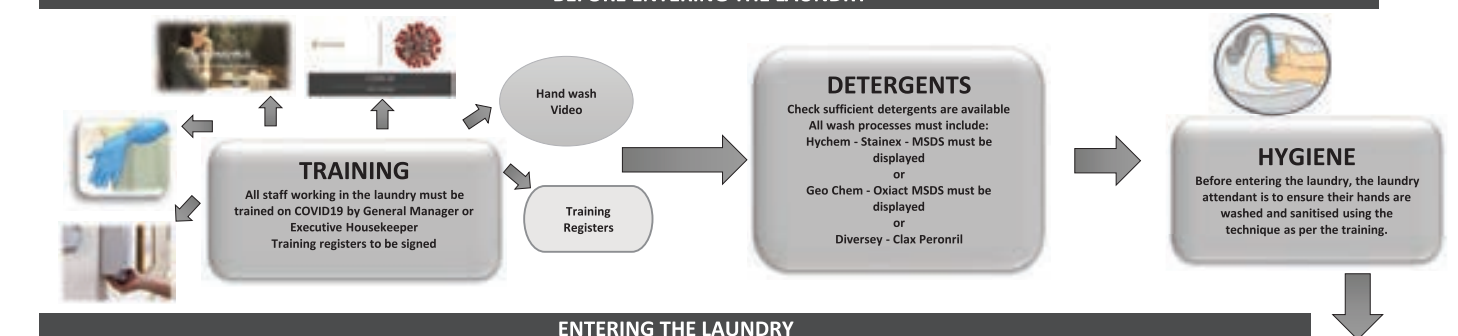 BEFORE ENTERING THE LAUNDRY
Hand wash
Video
TRAINING
All staff working in the laundry must be
trained on COVID19 by General Manager or
Executive Housekeeper
Training registers to be signed
Training
Registers
DETERGENTS
Check sufficient detergents are available
All wash processes must include:
Hychem - Stainex - MSDS must be
displayed
or
Geo Chem - Oxiact MSDS must be
displayed
or
Diversey - Clax Peronril
HYGIENE
Before entering the laundry, the laundry
attendant is to ensure their hands are
washed and sanitised using the
technique as per the training.
ENTERING THE LAUNDRY